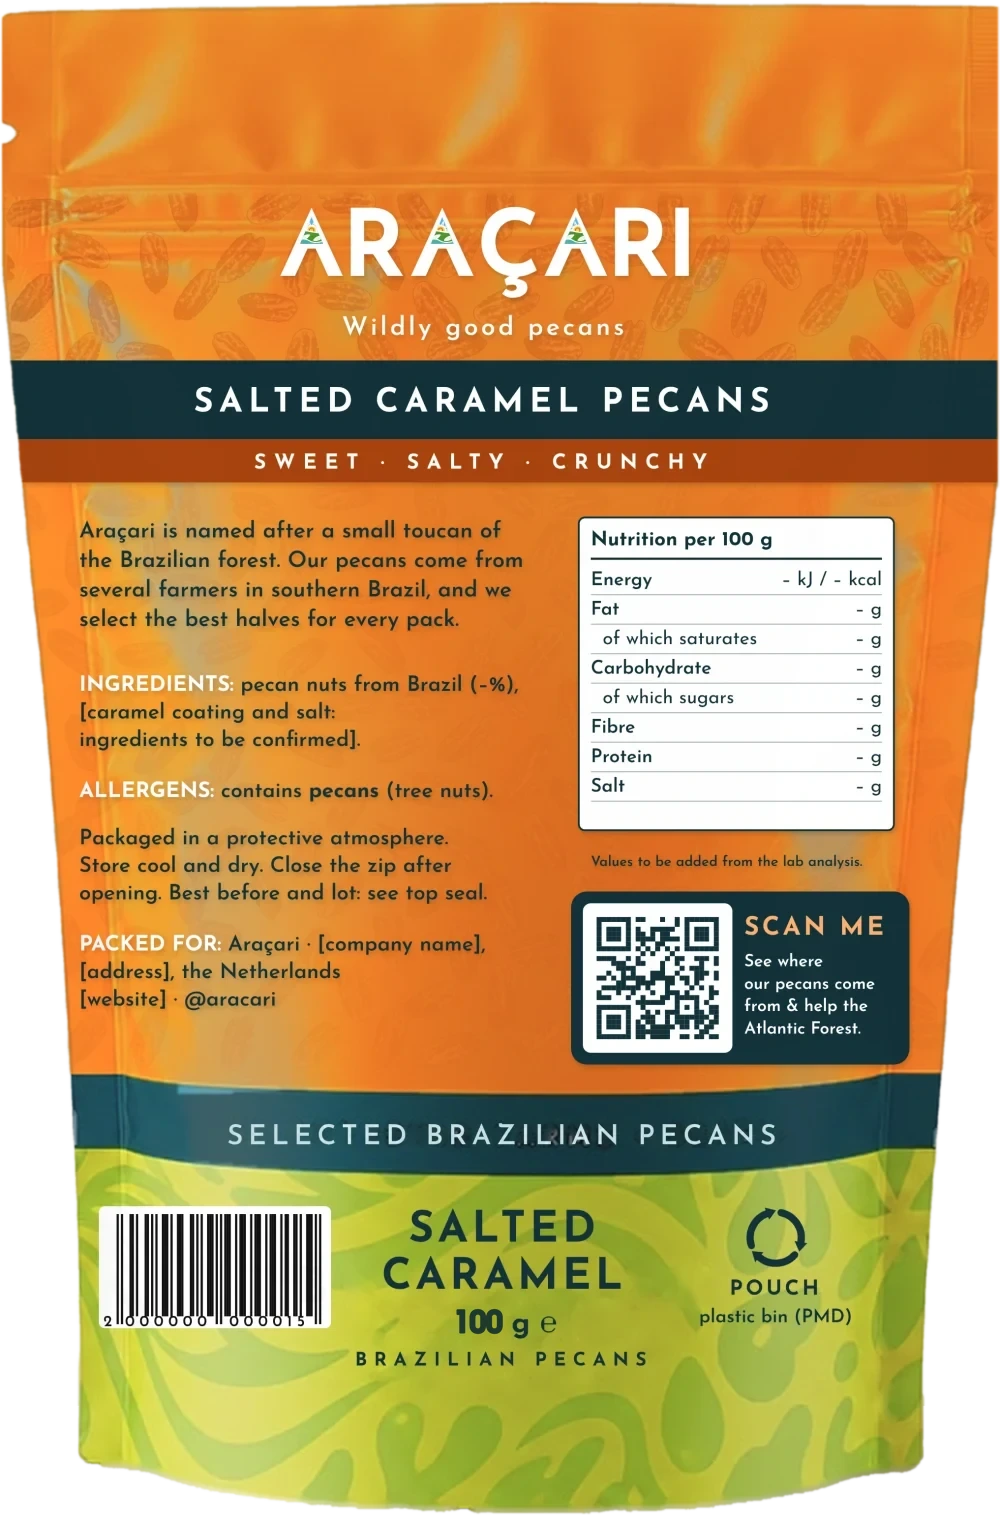 ARAÇARI
Wildly good pecans
SALTED CARAMEL PECANS
SWEET · SALTY · CRUNCHY
Araçari is named after a small toucan of
the Brazilian forest. Our pecans come from
several farmers in southern Brazil, and we
select the best halves for every pack.
INGREDIENTS: pecan nuts from Brazil (-%),
[caramel coating and salt:
ingredients to be confirmed].
ALLERGENS: contains pecans (tree nuts).
Packaged in a protective atmosphere.
Store cool and dry. Close the zip after
opening. Best before and lot: see top seal.
PACKED FOR: Araçari · [company name],
[address], the Netherlands
[website] · @aracari
Nutrition per 100 g
Energy - kJ / - kcal
Fat - g
of which saturates - g
Carbohydrate - g
of which sugars - g
Fibre - g
Protein - g
Salt - g
Values to be added from the lab analysis.
SCAN ME
See where
our pecans come
from & help the
Atlantic Forest.
SELECTED BRAZILIAN PECANS
2 000000 000015
SALTED
CARAMEL
100 g ℮
BRAZILIAN PECANS
POUCH
plastic bin (PMD)